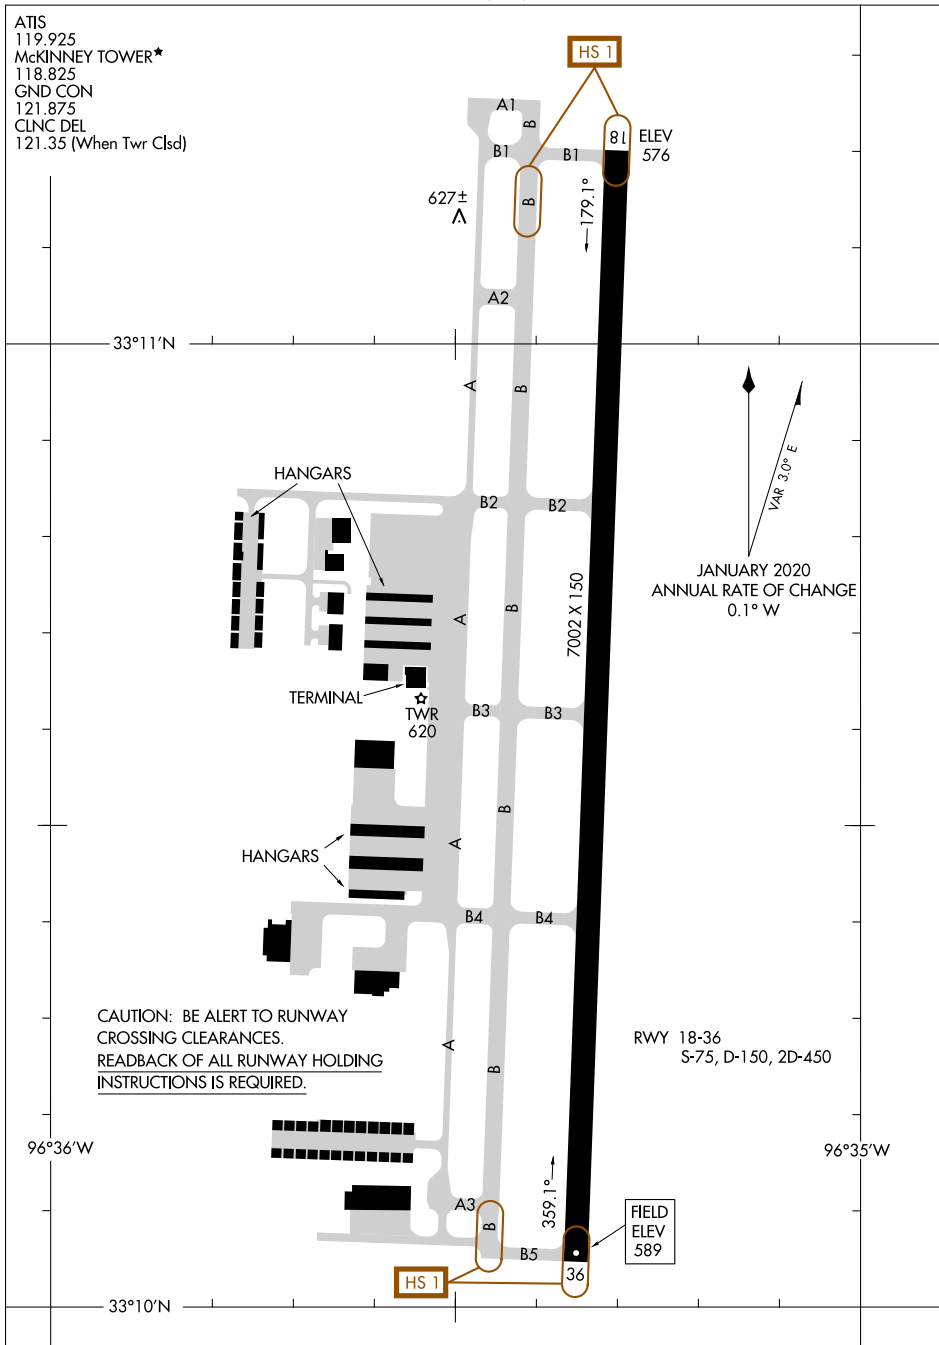 ATIS
119.925
McKINNEY TOWER★
118.825
GND CON
121.875
CLNC DEL
121.35 (When Twr Clsd)
HS 1
A1
B
18
ELEV
576
B1
B1
627±
B
179.1°
A2
33°11'N
A
B
VAR 3.0° E
HANGARS
B2
B2
JANUARY 2020
ANNUAL RATE OF CHANGE
0.1° W
7002 X 150
A
B
TERMINAL
TWR
620
B3
B3
B
A
HANGARS
B4
B4
CAUTION: BE ALERT TO RUNWAY
CROSSING CLEARANCES.
READBACK OF ALL RUNWAY HOLDING
INSTRUCTIONS IS REQUIRED.
A
B
RWY 18-36
S-75, D-150, 2D-450
96°36'W
96°35'W
359.1°
A3
B
FIELD
ELEV
589
B5
36
HS 1
33°10'N